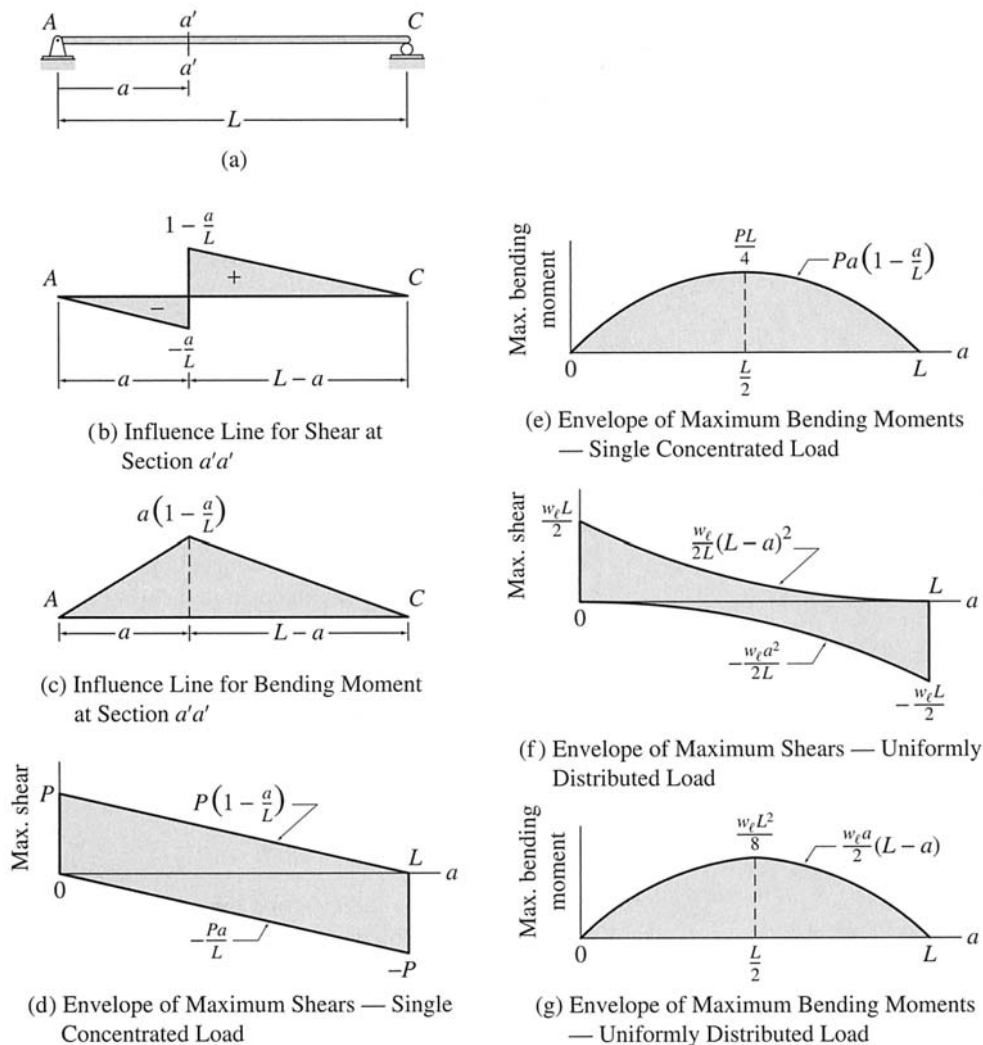 A
a′
C
a′
a
L
(a)
1 − a/L
A
+
C
−
−a/L
a
L − a
(b) Influence Line for Shear at
Section a′a′
a(1 − a/L)
A
C
a
L − a
(c) Influence Line for Bending Moment
at Section a′a′
Max. shear
P
P(1 − a/L)
L
a
0
−Pa/L
−P
(d) Envelope of Maximum Shears — Single
Concentrated Load
Max. bending
moment
PL/4
Pa(1 − a/L)
0
L/2
L
a
(e) Envelope of Maximum Bending Moments
— Single Concentrated Load
Max. shear
wℓL/2
wℓ/2L (L − a)²
L
a
0
−wℓa²/2L
−wℓL/2
(f) Envelope of Maximum Shears — Uniformly
Distributed Load
Max. bending
moment
wℓL²/8
wℓa/2 (L − a)
0
L/2
L
a
(g) Envelope of Maximum Bending Moments
— Uniformly Distributed Load